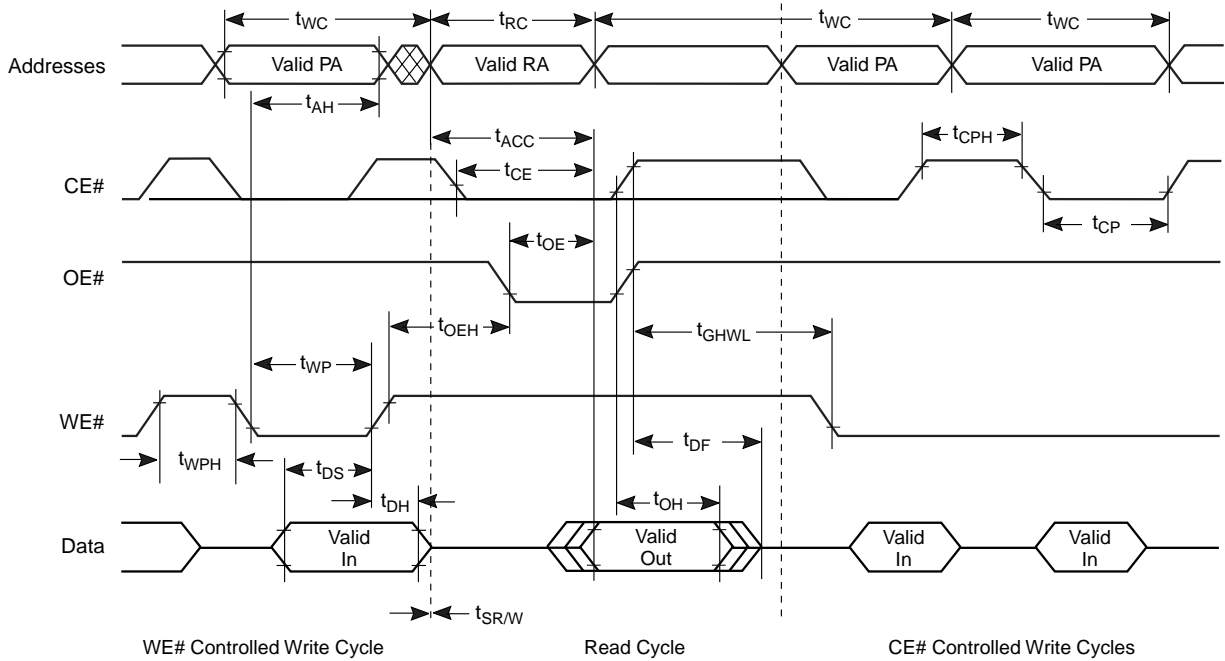 tWC tRC tWC tWC
Addresses Valid PA Valid RA Valid PA Valid PA
tAH
tACC
tCPH
CE# tCE
tCP
tOE
OE#
tOEH tGHWL
tWP
WE#
tWPH tDS tDF
tDH tOH
Data Valid In Valid Out Valid In Valid In
tSR/W
WE# Controlled Write Cycle Read Cycle CE# Controlled Write Cycles